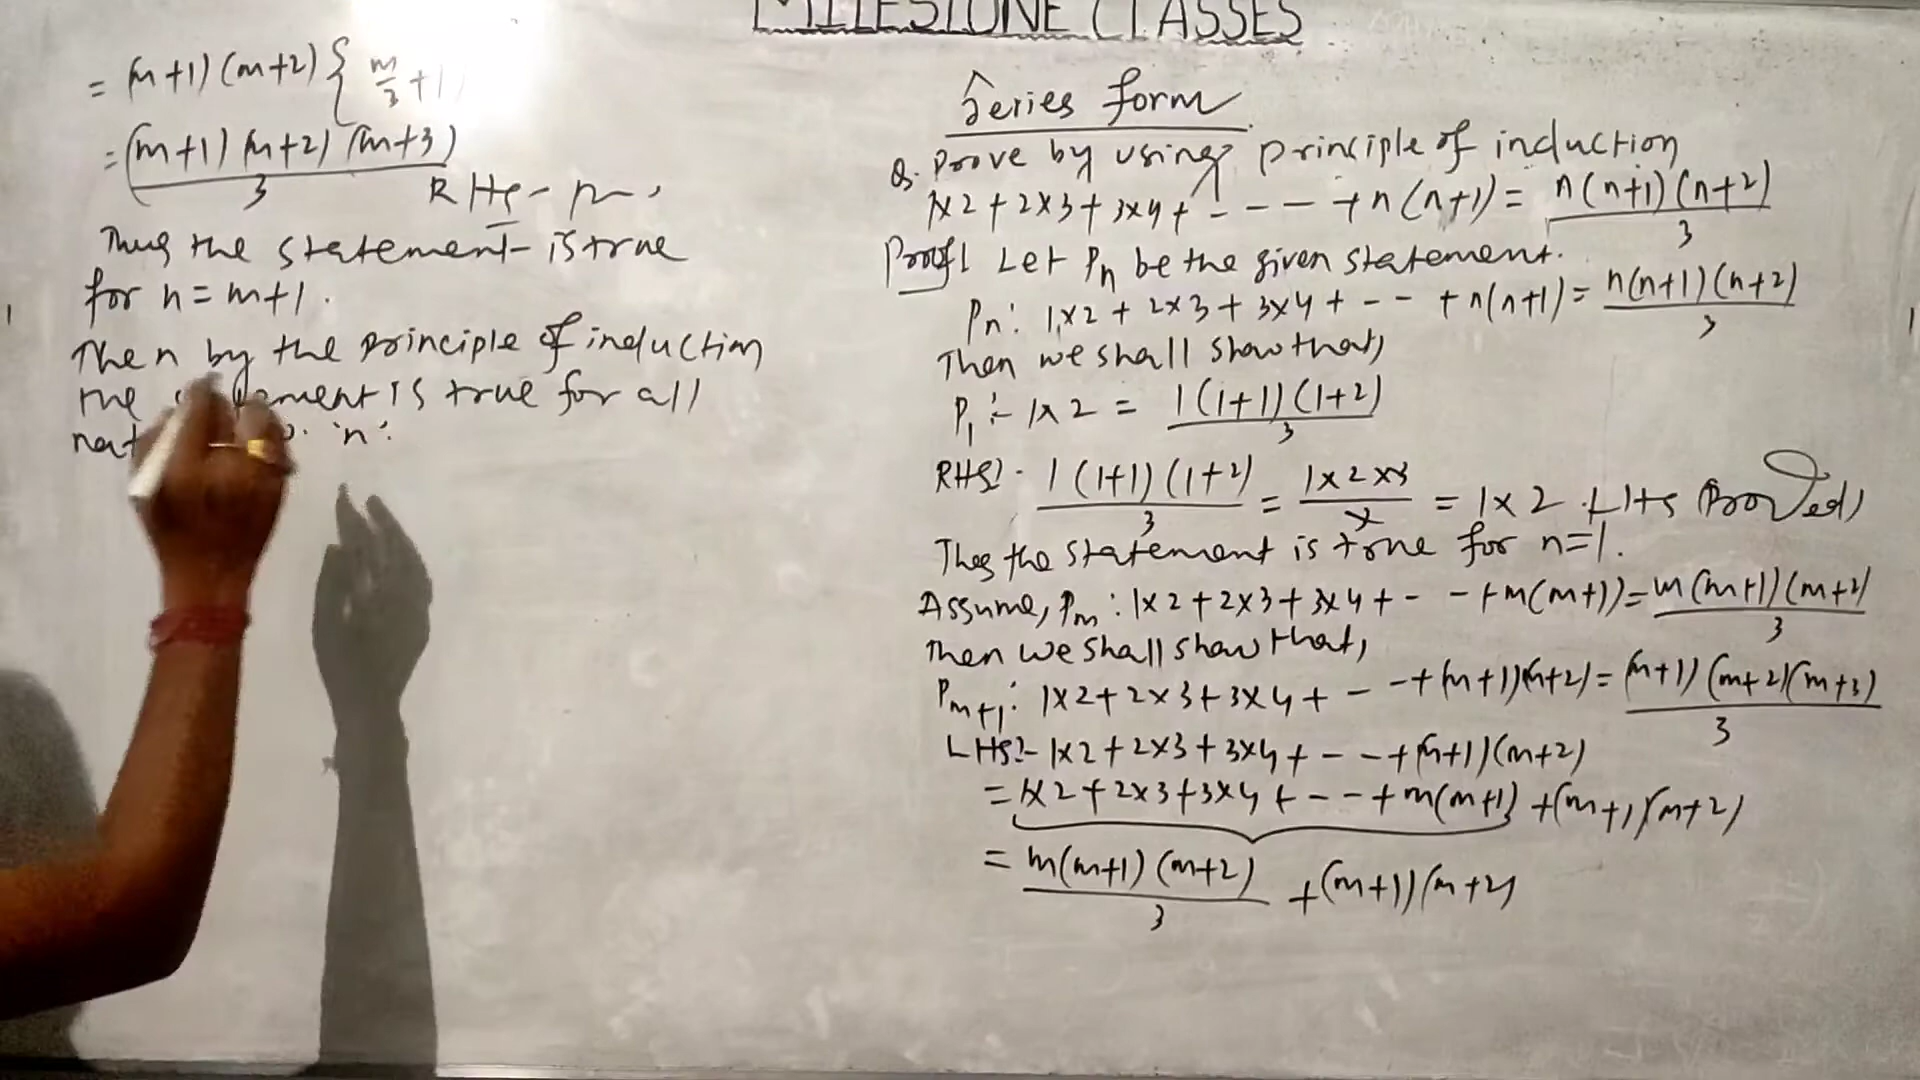 MILESTONE CLASSES
Series form
Q. Prove by using principle of induction
1×2 + 2×3 + 3×4 + - - - - + n(n+1) = n(n+1)(n+2)/3
Proof! Let Pn be the given statement.
Pn: 1×2 + 2×3 + 3×4 + - - + n(n+1) = n(n+1)(n+2)/3
Then we shall show that,
P1 :- 1×2 = 1(1+1)(1+2)/3
RHS!- 1(1+1)(1+2)/3 = 1×2×3/3 = 1×2 . LHS (Proved)
Thus the statement is true for n=1.
Assume, Pm : 1×2+2×3+3×4+ - - + m(m+1) = m(m+1)(m+2)/3
Then we shall show that,
Pm+1: 1×2+2×3+3×4+ - - + (m+1)(m+2) = (m+1)(m+2)(m+3)/3
LHS!- 1×2+2×3+3×4+ - - + (m+1)(m+2)
= 1×2+2×3+3×4+ - - + m(m+1) + (m+1)(m+2)
= m(m+1)(m+2)/3 + (m+1)(m+2)
= (m+1)(m+2) { m/3 + 1
= (m+1)(m+2)(m+3)/3
RHS
Thus the statement is true
for n = m+1.
Then by the principle of induction
the is true for all
'n'.